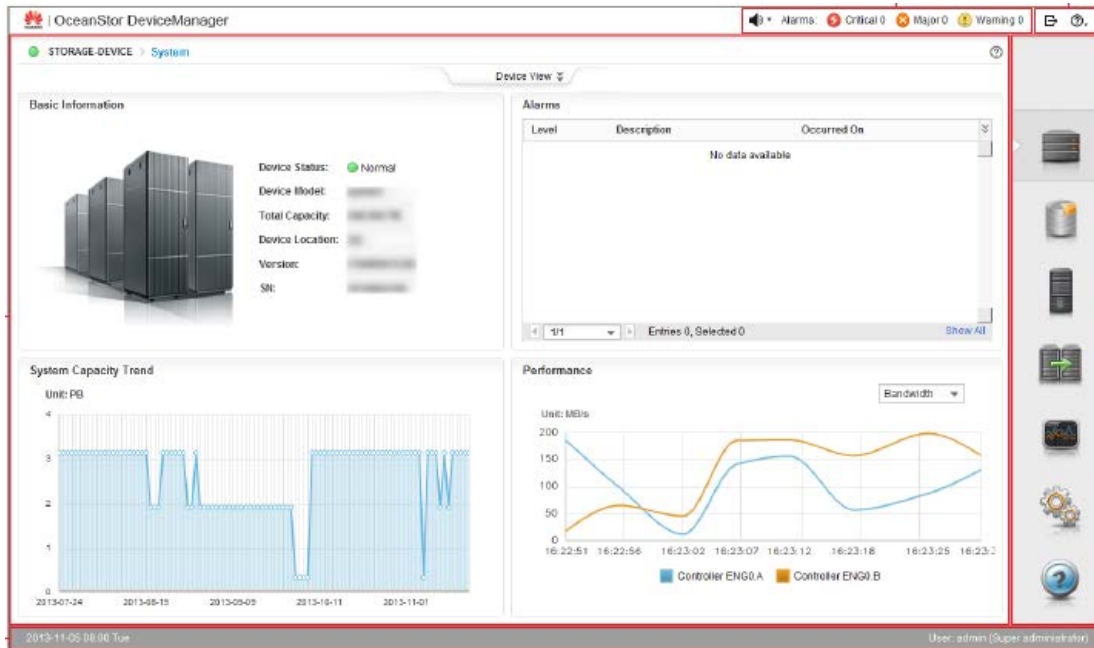 OceanStor DeviceManager
Alarms: Critical 0 Major 0 Warning 0
STORAGE-DEVICE > System
Device View
Basic Information
Device Status: Normal
Device Model:
Total Capacity:
Device Location:
Version:
SN:
Alarms
Level Description Occurred On
No data available
1/1 Entries 0, Selected 0 Show All
System Capacity Trend
Unit: PB
4
3
2
1
0
2013-07-24 2013-08-15 2013-09-09 2013-10-11 2013-11-01
Performance
Bandwidth
Unit: MB/s
200
150
100
50
0
16:22:51 16:22:56 16:23:02 16:23:07 16:23:12 16:23:18 16:23:25 16:23:3
Controller ENG0.A Controller ENG0.B
2013-11-05 08:00 Tue
User: admin (Super administrator)